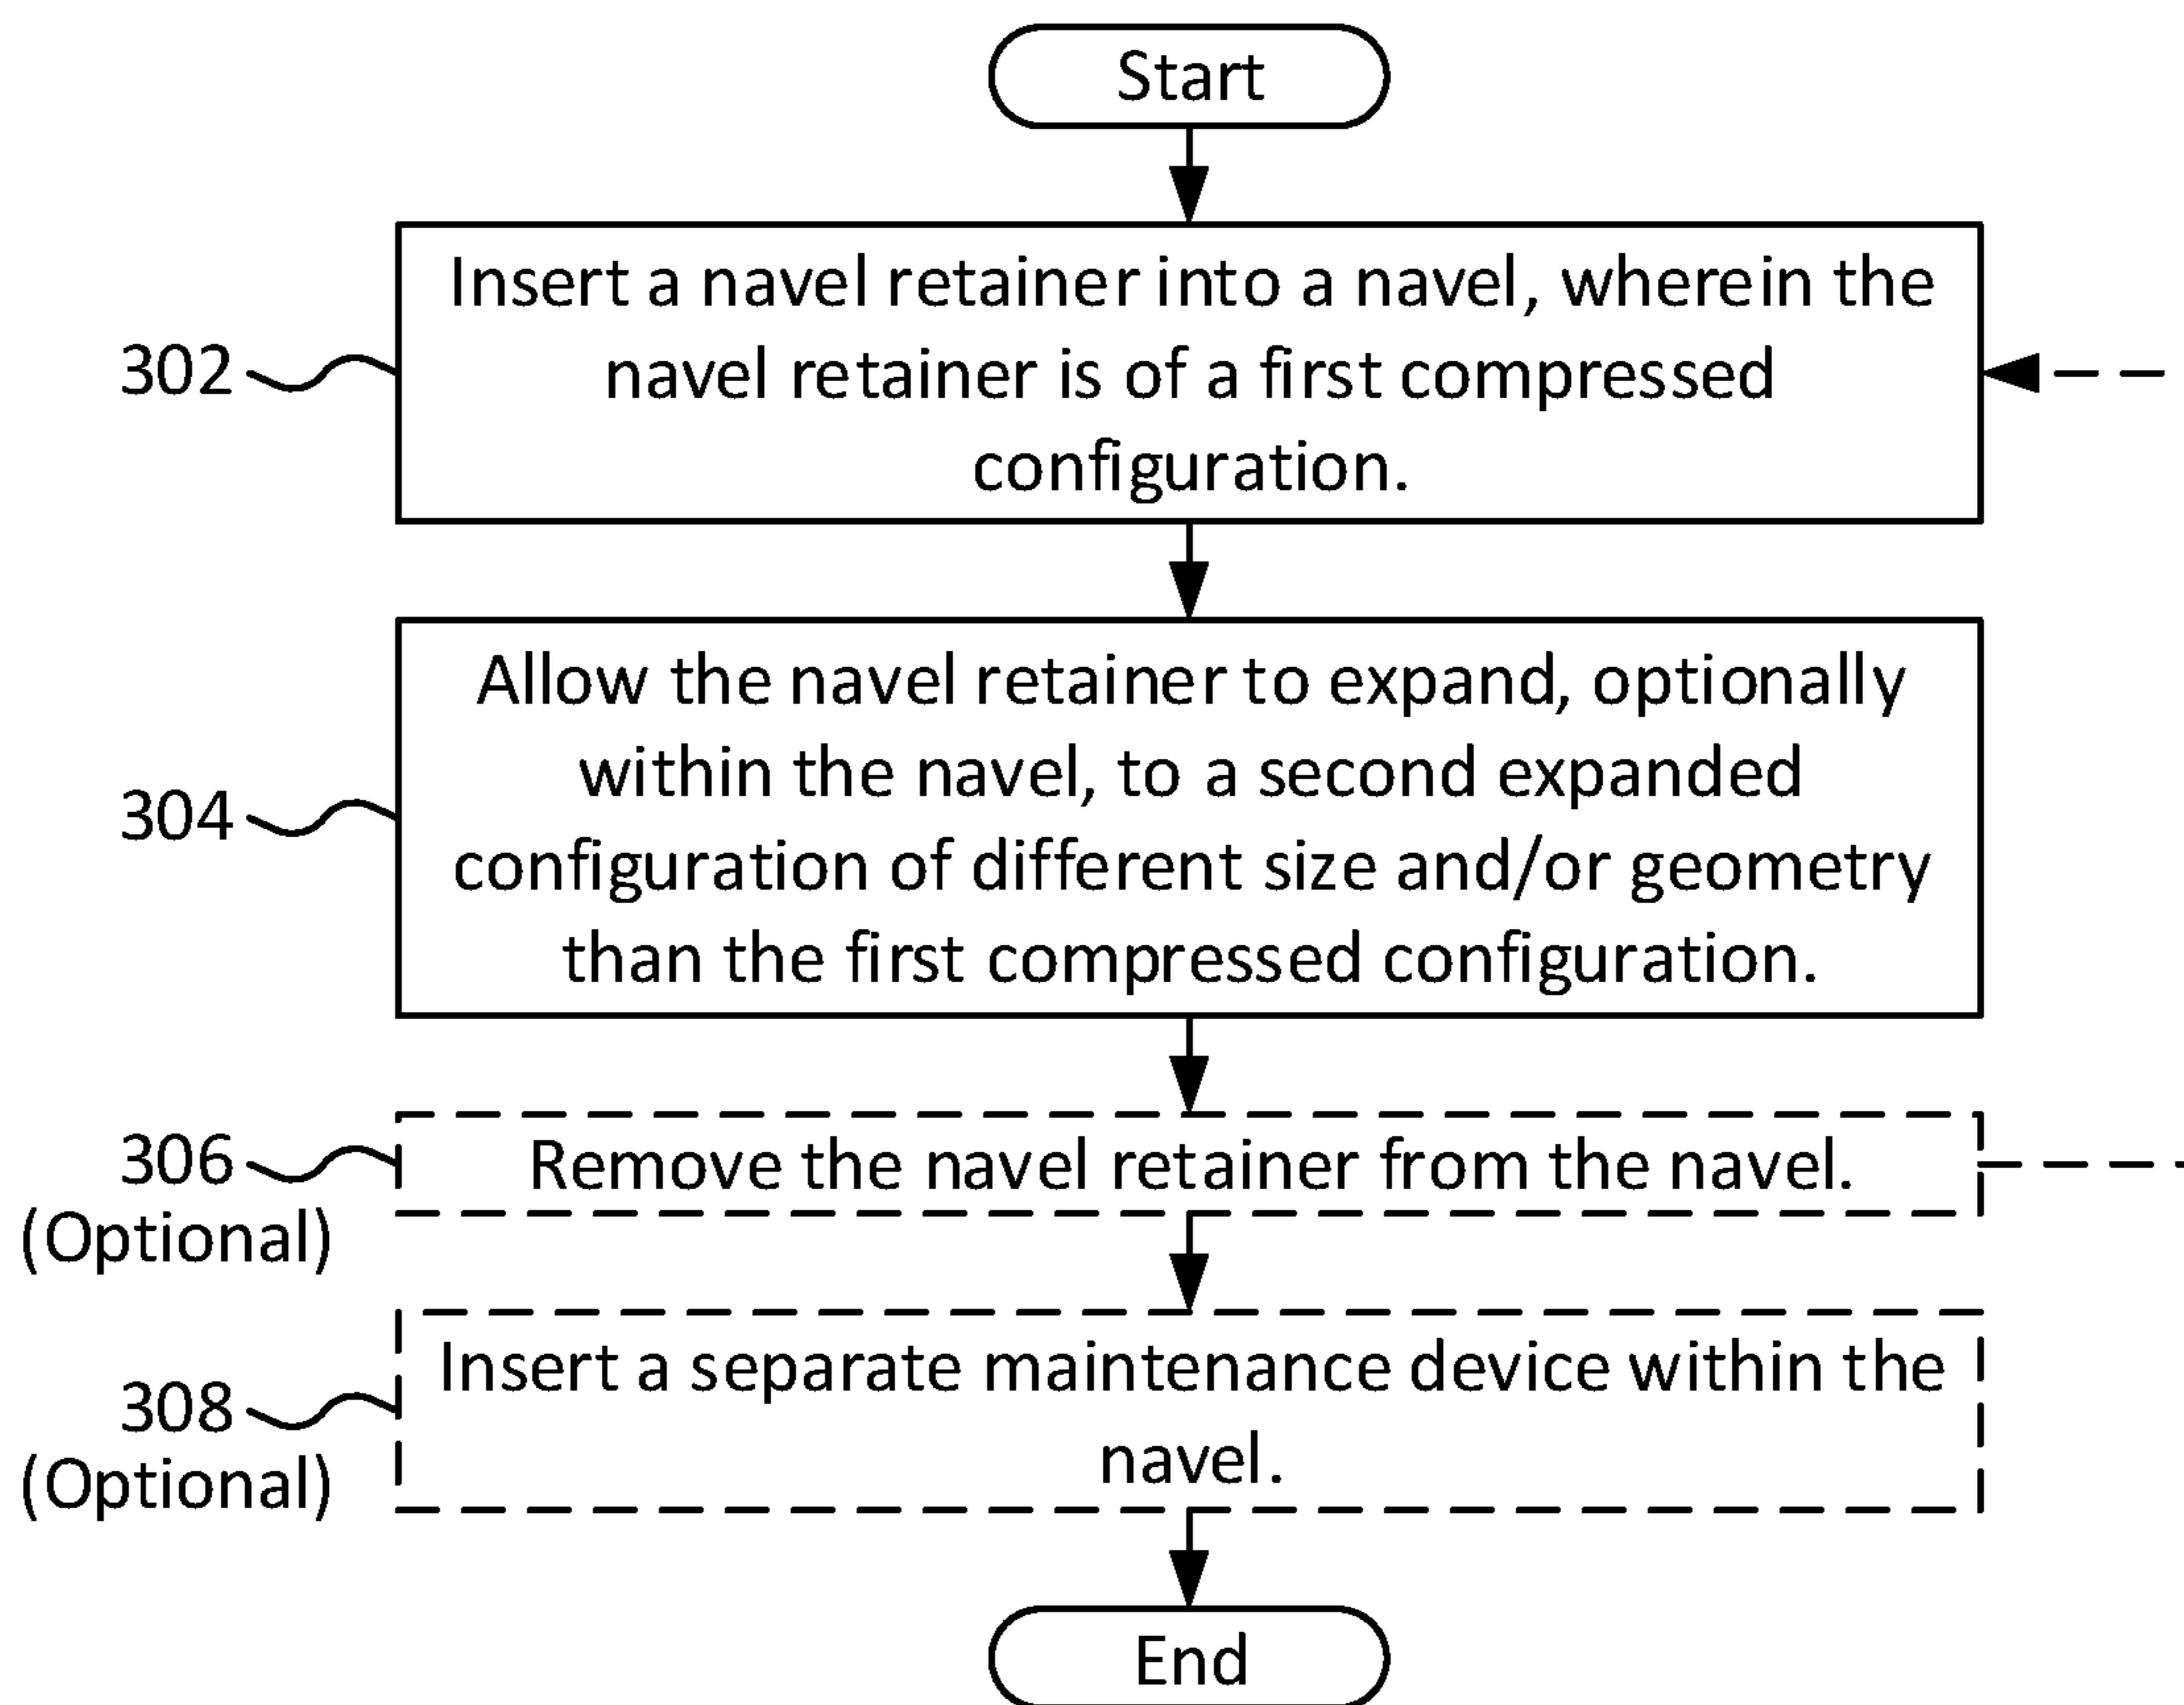 Start
302
Insert a navel retainer into a navel, wherein the
navel retainer is of a first compressed
configuration.
304
Allow the navel retainer to expand, optionally
within the navel, to a second expanded
configuration of different size and/or geometry
than the first compressed configuration.
306
(Optional)
Remove the navel retainer from the navel.
308
(Optional)
Insert a separate maintenance device within the
navel.
End